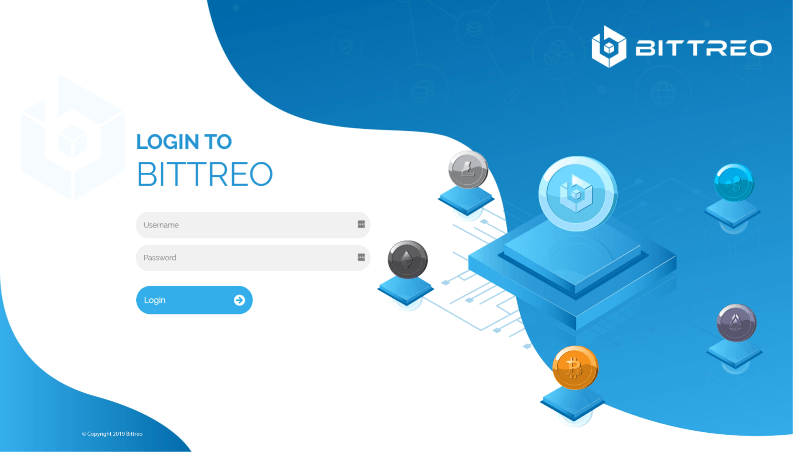 BITTREO
LOGIN TO
BITTREO
Username
Password
Login
© Copyright 2019 Bittreo